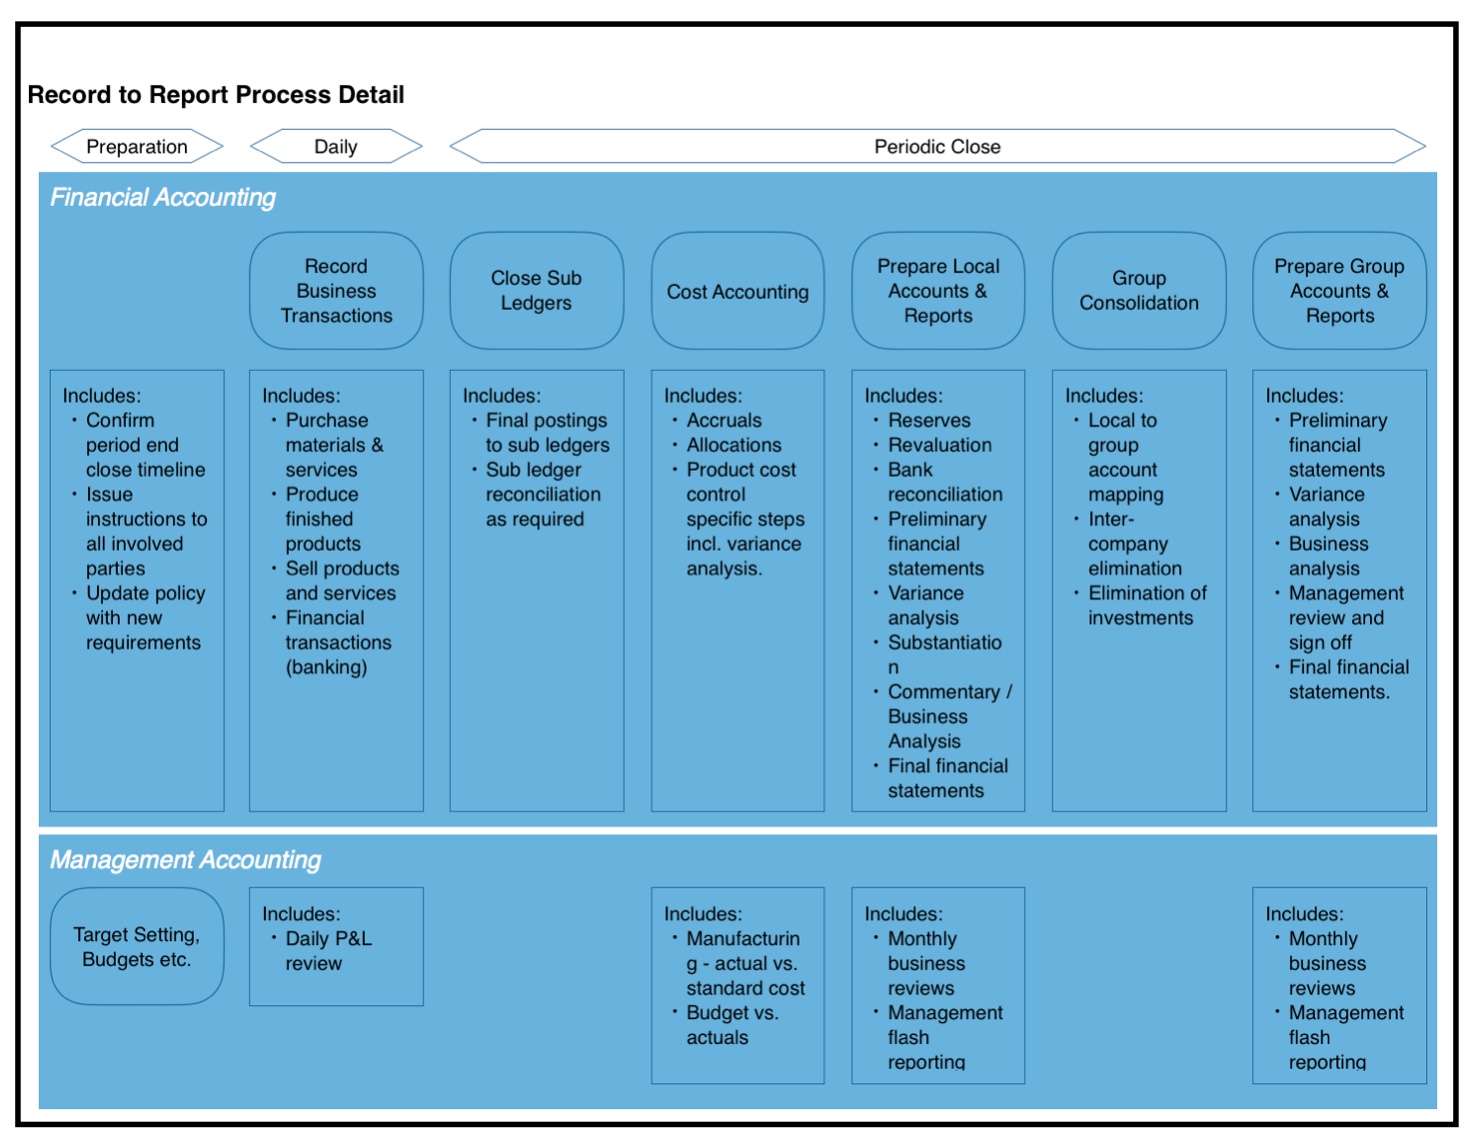 Record to Report Process Detail
Preparation
Daily
Periodic Close
Financial Accounting
Record
Business
Transactions
Close Sub
Ledgers
Cost Accounting
Prepare Local
Accounts &
Reports
Group
Consolidation
Prepare Group
Accounts &
Reports
Includes:
· Confirm
period end
close timeline
· Issue
instructions to
all involved
parties
· Update policy
with new
requirements
Includes:
· Purchase
materials &
services
· Produce
finished
products
· Sell products
and services
· Financial
transactions
(banking)
Includes:
· Final postings
to sub ledgers
· Sub ledger
reconciliation
as required
Includes:
· Accruals
· Allocations
· Product cost
control
specific steps
incl. variance
analysis.
Includes:
· Reserves
· Revaluation
· Bank
reconciliation
· Preliminary
financial
statements
· Variance
analysis
· Substantiatio
n
· Commentary /
Business
Analysis
· Final financial
statements
Includes:
· Local to
group
account
mapping
· Inter-
company
elimination
· Elimination of
investments
Includes:
· Preliminary
financial
statements
· Variance
analysis
· Business
analysis
· Management
review and
sign off
· Final financial
statements.
Management Accounting
Target Setting,
Budgets etc.
Includes:
· Daily P&L
review
Includes:
· Manufacturin
g - actual vs.
standard cost
· Budget vs.
actuals
Includes:
· Monthly
business
reviews
· Management
flash
reporting
Includes:
· Monthly
business
reviews
· Management
flash
reporting